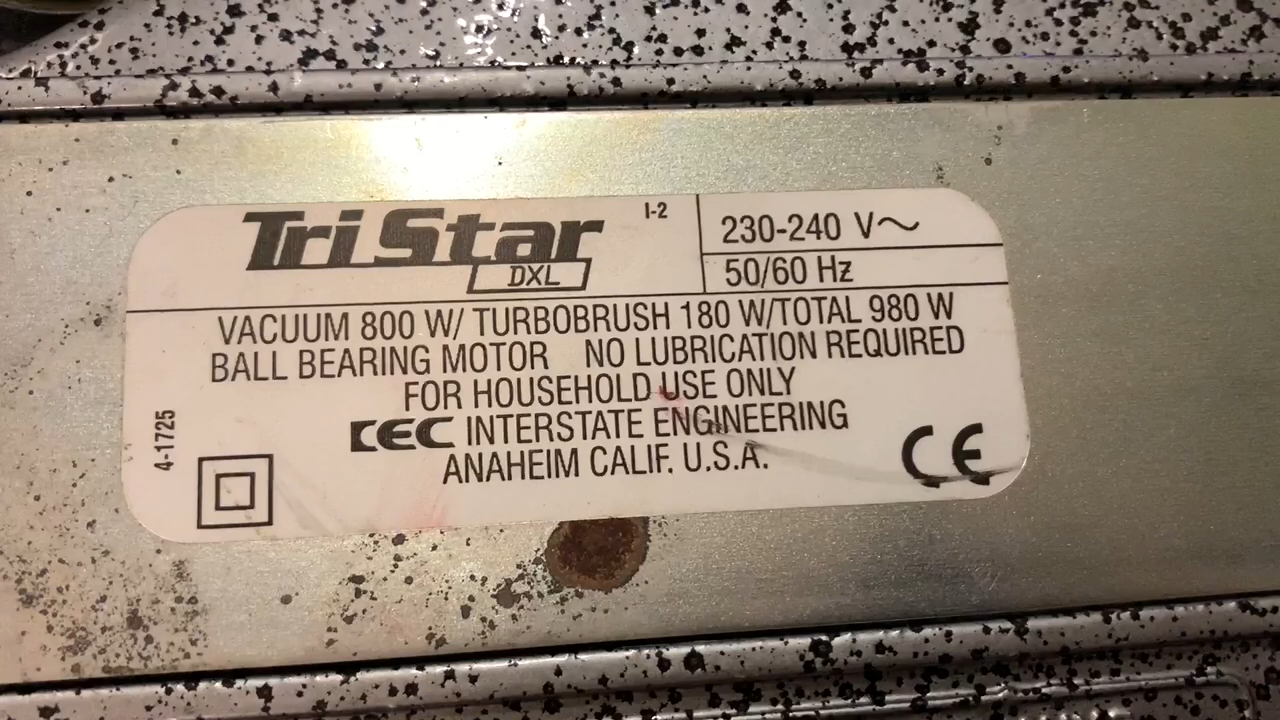 TriStar I-2
DXL
230-240 V~
50/60 Hz
VACUUM 800 W/ TURBOBRUSH 180 W/TOTAL 980 W
BALL BEARING MOTOR NO LUBRICATION REQUIRED
FOR HOUSEHOLD USE ONLY
CEC INTERSTATE ENGINEERING
ANAHEIM CALIF. U.S.A.
4-1725
CE